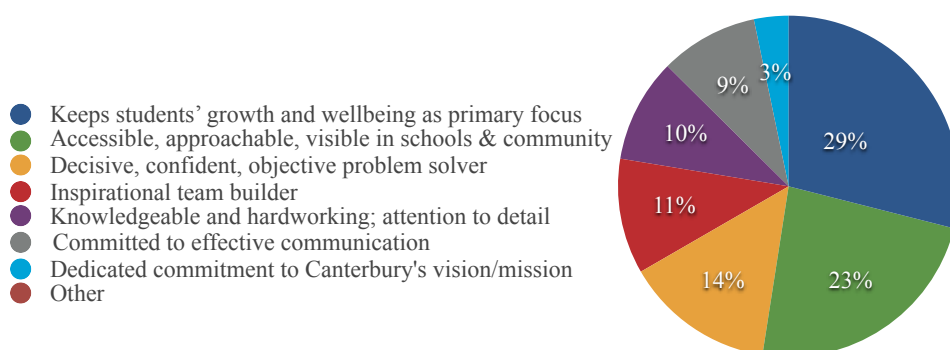 Keeps students’ growth and wellbeing as primary focus
Accessible, approachable, visible in schools & community
Decisive, confident, objective problem solver
Inspirational team builder
Knowledgeable and hardworking; attention to detail
Committed to effective communication
Dedicated commitment to Canterbury's vision/mission
Other
3%
9%
29%
10%
11%
14%
23%